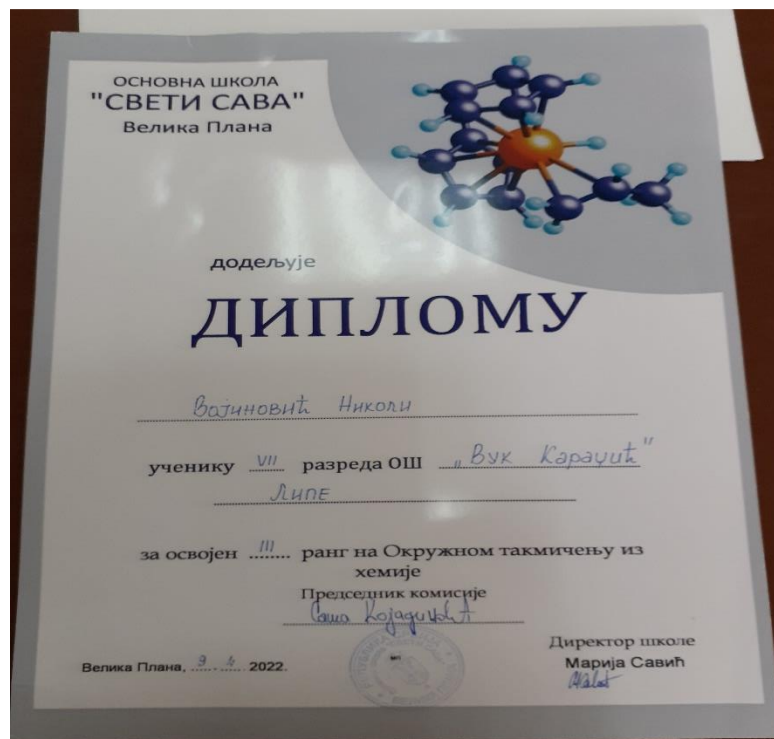 ОСНОВНА ШКОЛА
"СВЕТИ САВА"
Велика Плана
додељује
ДИПЛОМУ
Војиновић Николи
ученику VII разреда ОШ „Вук Караџић"
Липе
за освојен III ранг на Окружном такмичењу из
хемије
Председник комисије
Саша
Директор школе
Велика Плана, 9. 4. 2022.
Марија Савић